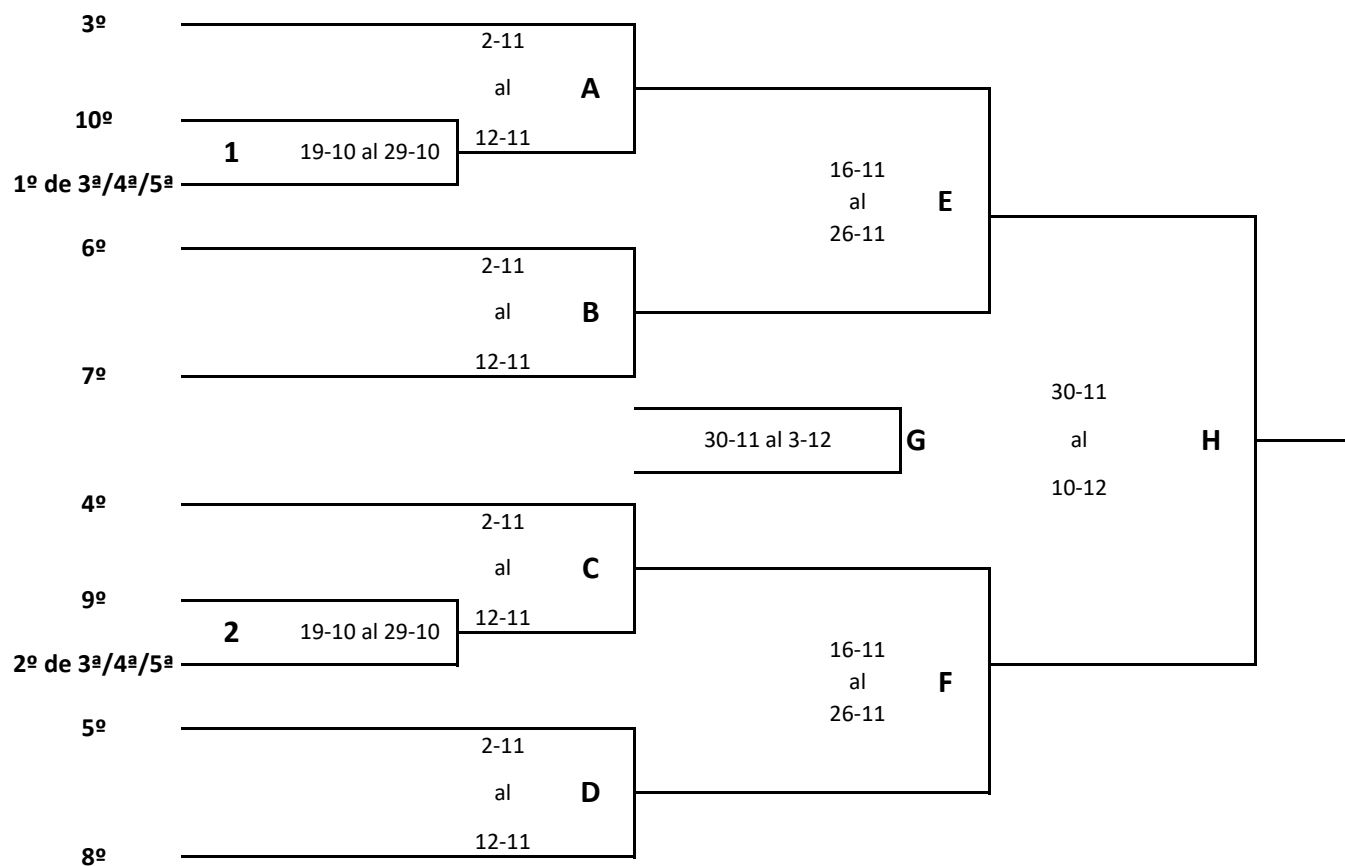 3º
2-11
al
A
10º
12-11
1
19-10 al 29-10
1º de 3ª/4ª/5ª
16-11
al
E
26-11
6º
2-11
al
B
12-11
7º
30-11
30-11 al 3-12
G
al
H
10-12
4º
2-11
al
C
9º
12-11
2
19-10 al 29-10
2º de 3ª/4ª/5ª
16-11
al
F
26-11
5º
2-11
al
D
12-11
8º